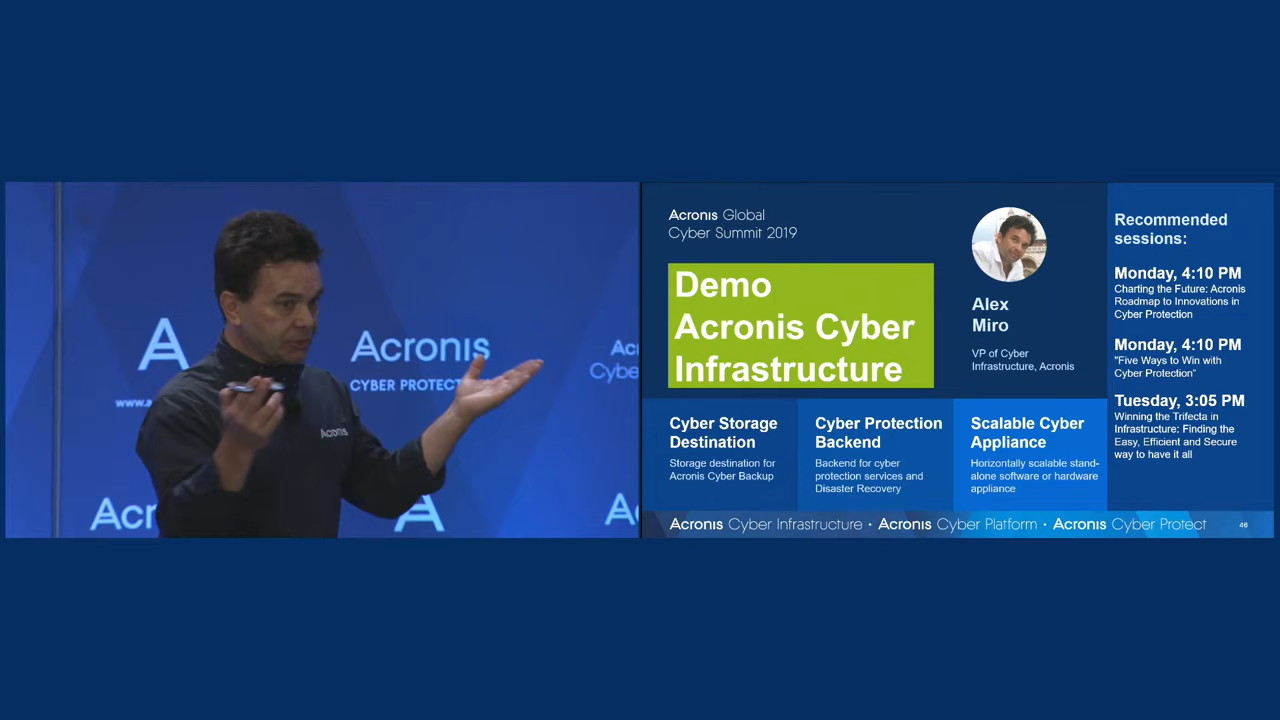 Acronis
CYBER PROTECT
www.a
Acronis
Acr
Acronis Global
Cyber Summit 2019
Demo
Acronis Cyber
Infrastructure
Alex
Miro
VP of Cyber
Infrastructure, Acronis
Cyber Storage
Destination
Storage destination for
Acronis Cyber Backup
Cyber Protection
Backend
Backend for cyber
protection services and
Disaster Recovery
Scalable Cyber
Appliance
Horizontally scalable stand-
alone software or hardware
appliance
Recommended
sessions:
Monday, 4:10 PM
Charting the Future: Acronis
Roadmap to Innovations in
Cyber Protection
Monday, 4:10 PM
"Five Ways to Win with
Cyber Protection"
Tuesday, 3:05 PM
Winning the Trifecta in
Infrastructure: Finding the
Easy, Efficient and Secure
way to have it all
Acronis Cyber Infrastructure · Acronis Cyber Platform · Acronis Cyber Protect
46